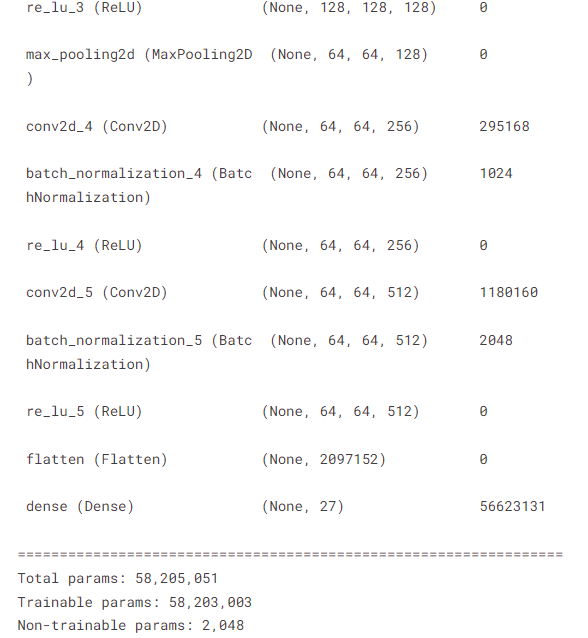 re_lu_3 (ReLU) (None, 128, 128, 128) 0
max_pooling2d (MaxPooling2D (None, 64, 64, 128) 0
)
conv2d_4 (Conv2D) (None, 64, 64, 256) 295168
batch_normalization_4 (Batc (None, 64, 64, 256) 1024
hNormalization)
re_lu_4 (ReLU) (None, 64, 64, 256) 0
conv2d_5 (Conv2D) (None, 64, 64, 512) 1180160
batch_normalization_5 (Batc (None, 64, 64, 512) 2048
hNormalization)
re_lu_5 (ReLU) (None, 64, 64, 512) 0
flatten (Flatten) (None, 2097152) 0
dense (Dense) (None, 27) 56623131
=================================================================
Total params: 58,205,051
Trainable params: 58,203,003
Non-trainable params: 2,048